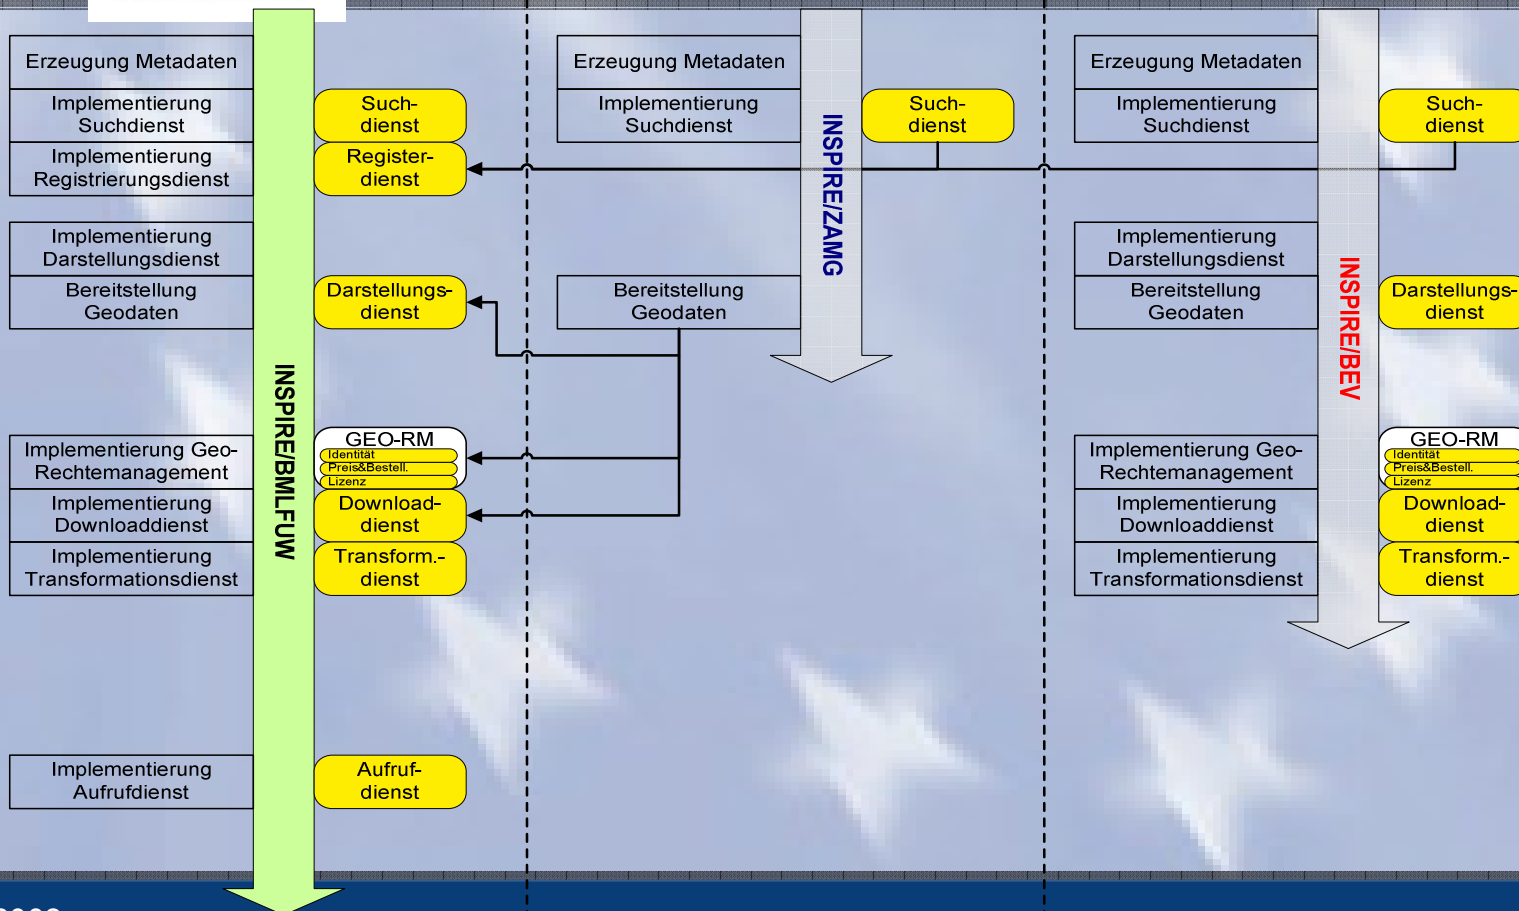 Erzeugung Metadaten
Implementierung
Suchdienst
Implementierung
Registrierungsdienst
Implementierung
Darstellungsdienst
Bereitstellung
Geodaten
Implementierung Geo-
Rechtemanagement
Implementierung
Downloaddienst
Implementierung
Transformationsdienst
Implementierung
Aufrufdienst
INSPIRE/BMLFUW
Such-
dienst
Register-
dienst
Darstellungs-
dienst
GEO-RM
Identität
Preis&Bestell.
Lizenz
Download-
dienst
Transform.-
dienst
Aufruf-
dienst
Erzeugung Metadaten
Implementierung
Suchdienst
Bereitstellung
Geodaten
INSPIRE/ZAMG
Such-
dienst
Erzeugung Metadaten
Implementierung
Suchdienst
Implementierung
Darstellungsdienst
Bereitstellung
Geodaten
Implementierung Geo-
Rechtemanagement
Implementierung
Downloaddienst
Implementierung
Transformationsdienst
INSPIRE/BEV
Such-
dienst
Darstellungs-
dienst
GEO-RM
Identität
Preis&Bestell.
Lizenz
Download-
dienst
Transform.-
dienst